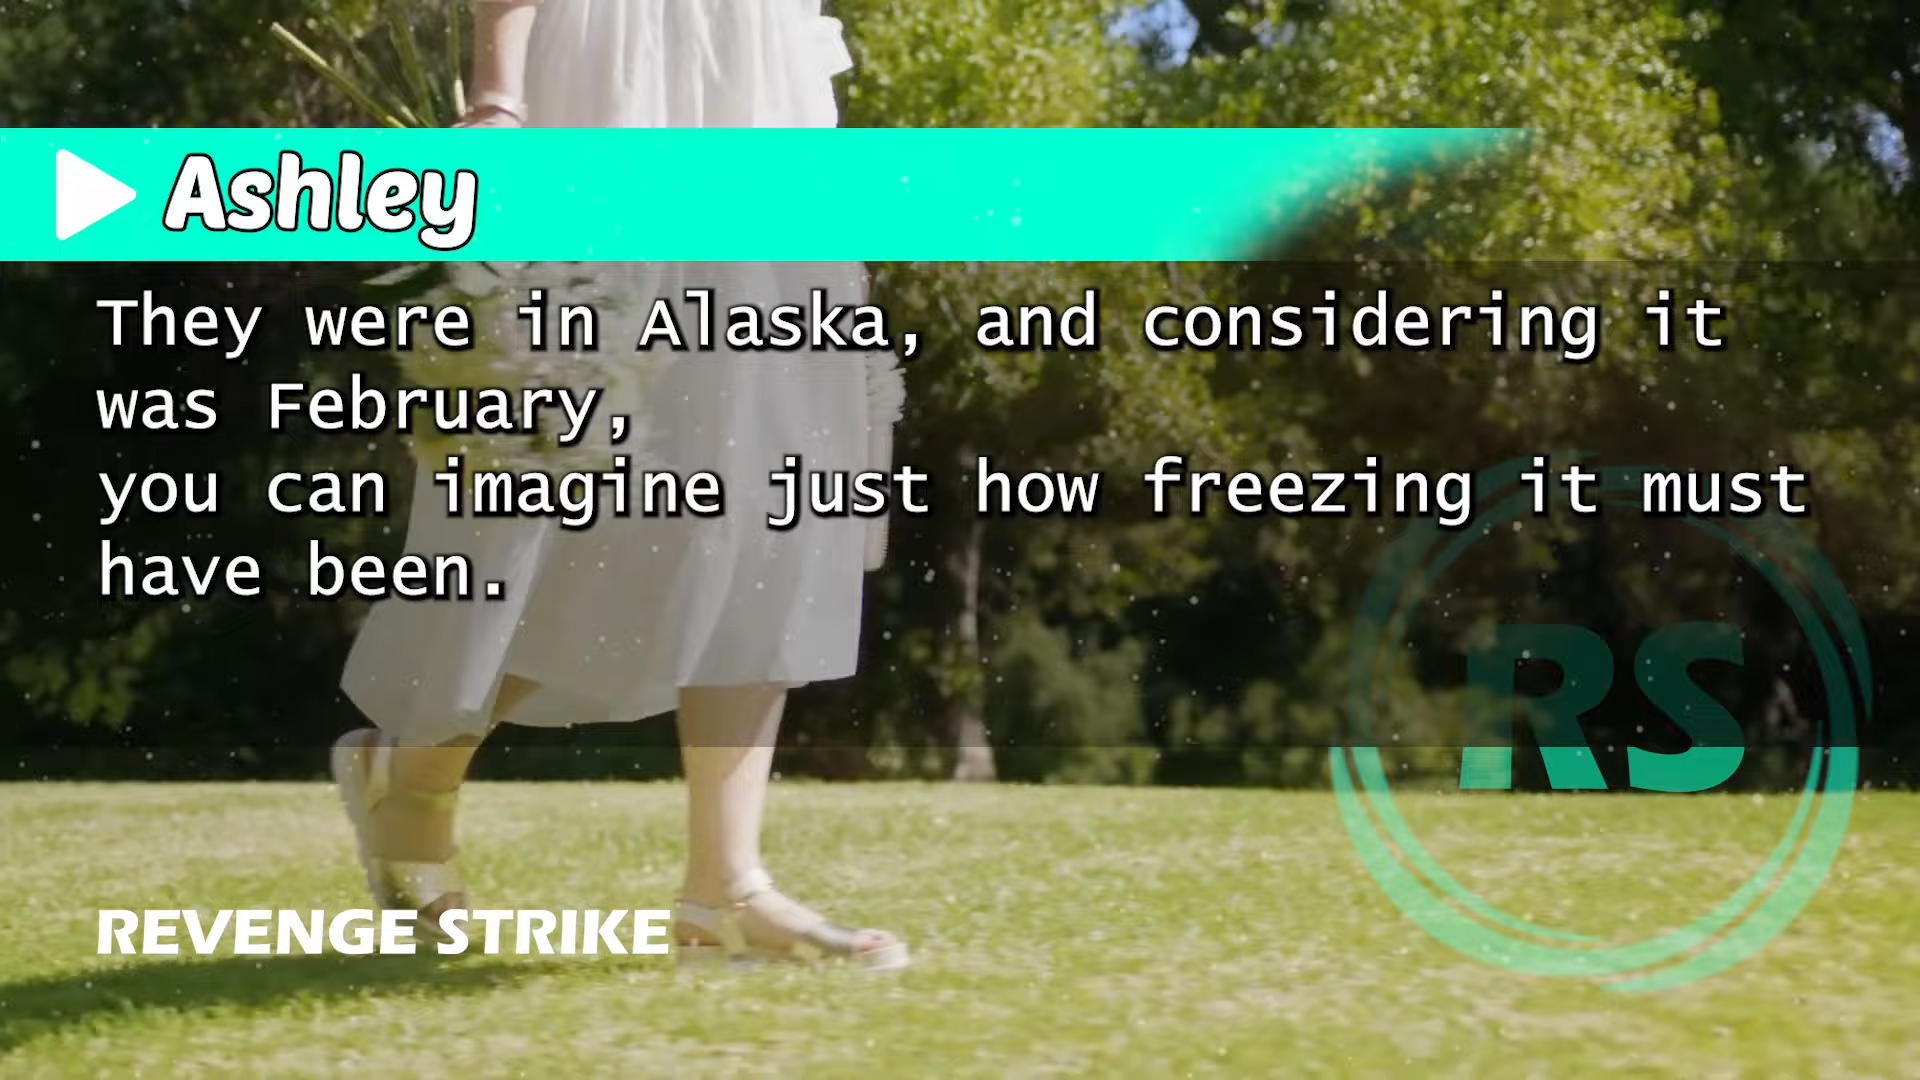 Ashley
They were in Alaska, and considering it
was February,
you can imagine just how freezing it must
have been.
RS
REVENGE STRIKE